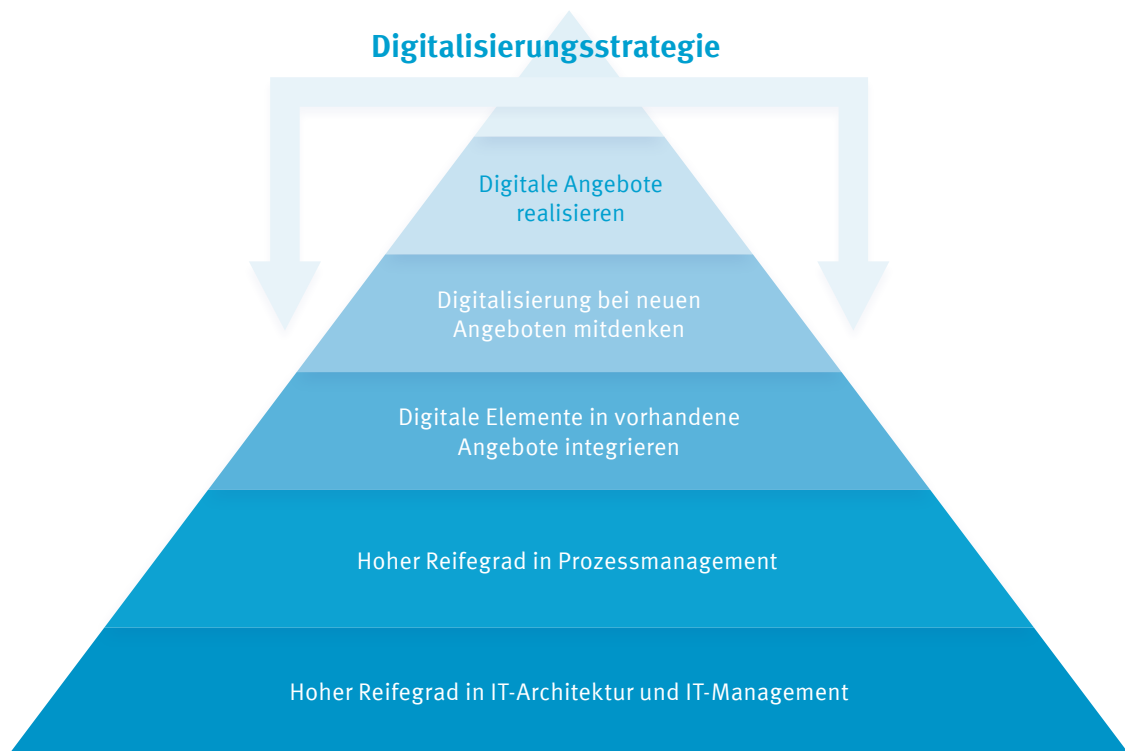 Digitalisierungsstrategie
Digitale Angebote
realisieren
Digitalisierung bei neuen
Angeboten mitdenken
Digitale Elemente in vorhandene
Angebote integrieren
Hoher Reifegrad in Prozessmanagement
Hoher Reifegrad in IT-Architektur und IT-Management